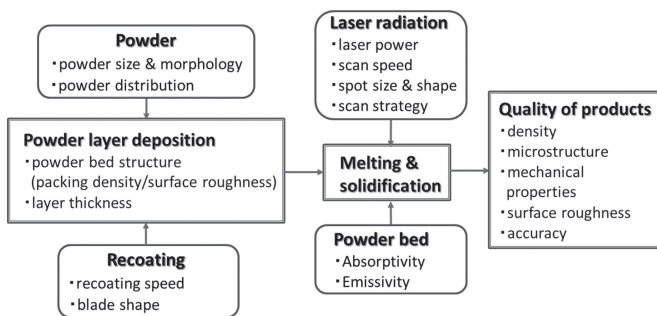 Powder
・powder size & morphology
・powder distribution
Powder layer deposition
・powder bed structure
(packing density/surface roughness)
・layer thickness
Recoating
・recoating speed
・blade shape
Laser radiation
・laser power
・scan speed
・spot size & shape
・scan strategy
Melting &
solidification
Powder bed
・Absorptivity
・Emissivity
Quality of products
・density
・microstructure
・mechanical
properties
・surface roughness
・accuracy